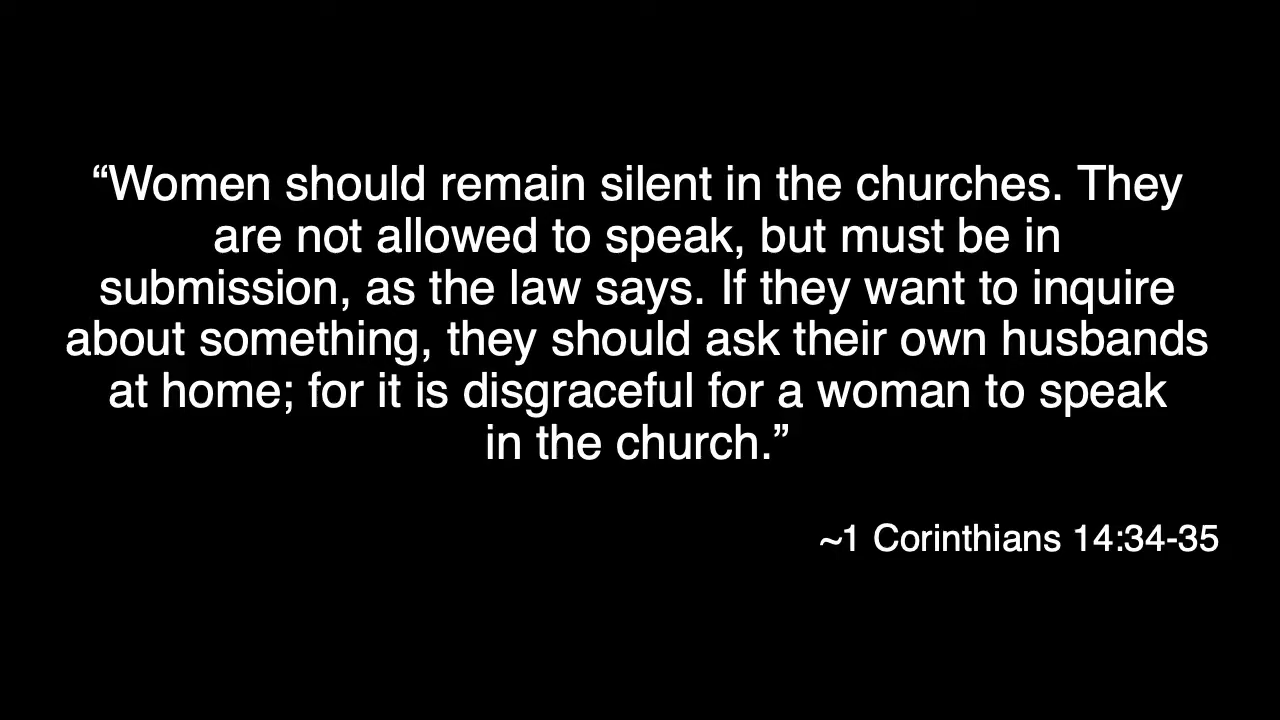 “Women should remain silent in the churches. They
are not allowed to speak, but must be in
submission, as the law says. If they want to inquire
about something, they should ask their own husbands
at home; for it is disgraceful for a woman to speak
in the church.”
~1 Corinthians 14:34-35